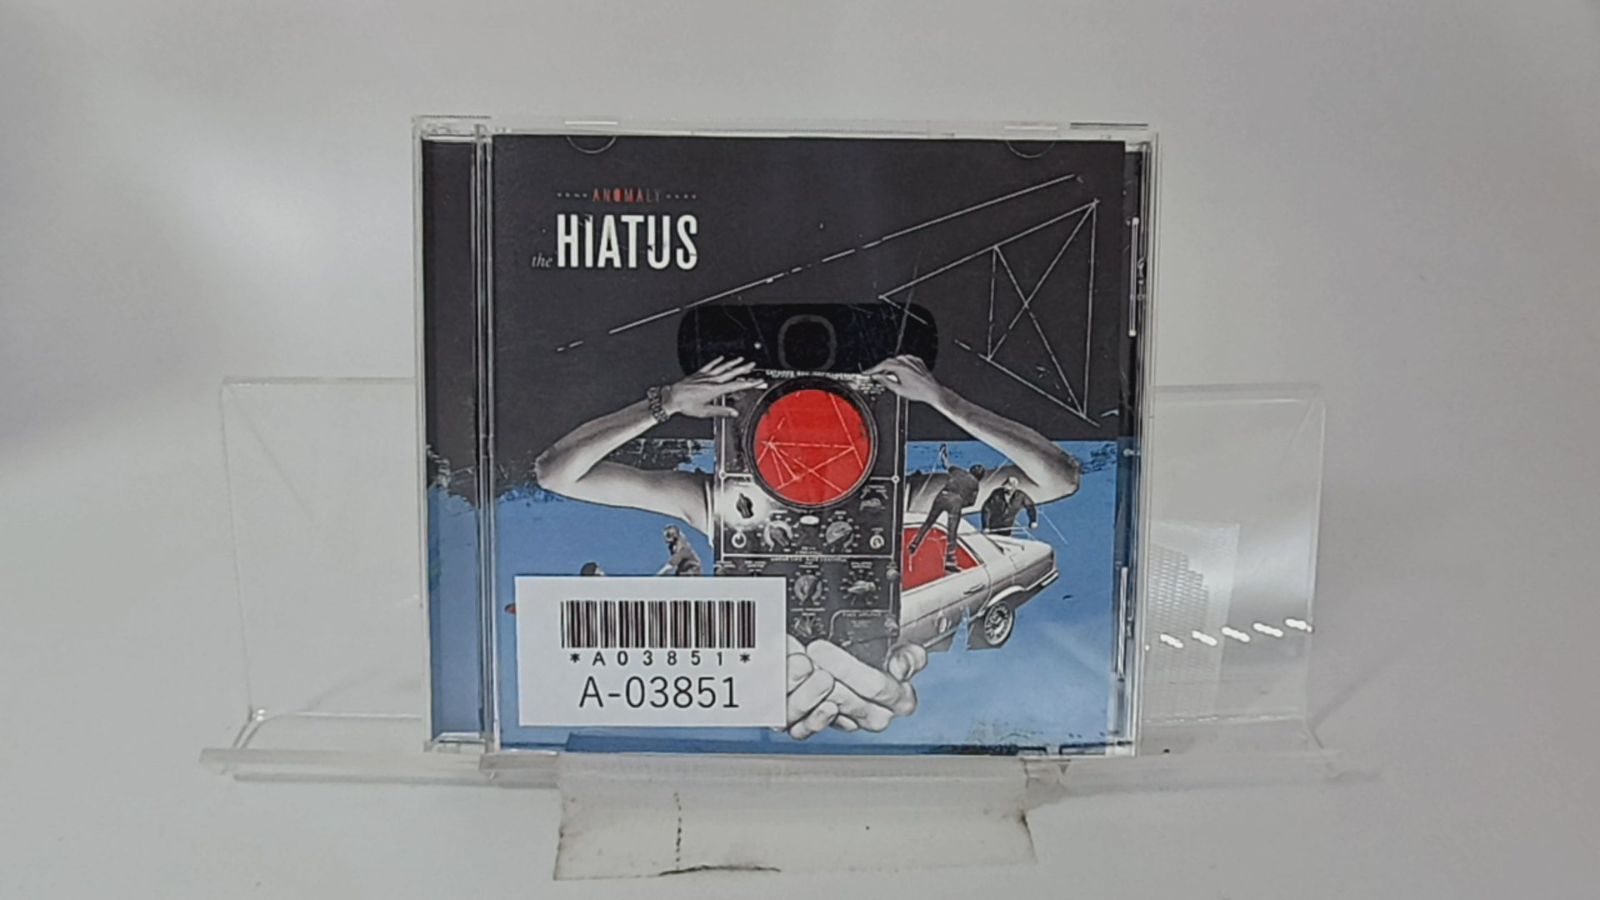 ANOMALY
the HIATUS
*A03851*
A-03851